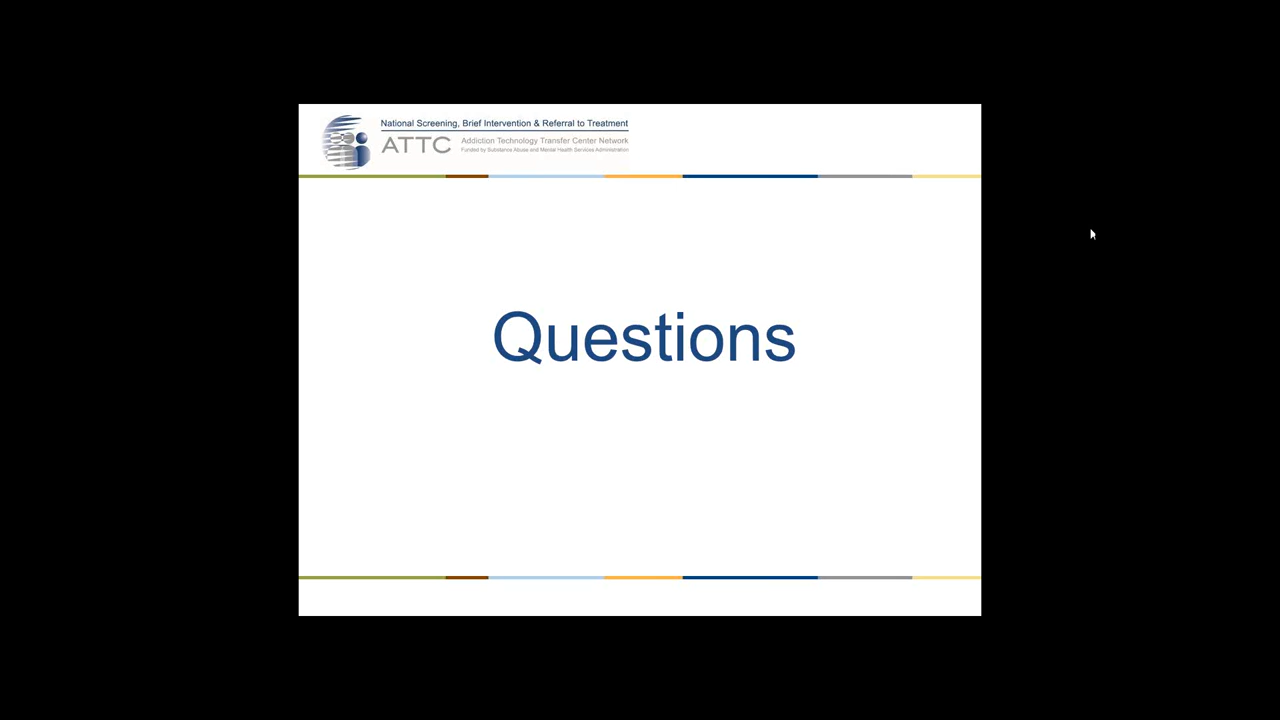 National Screening, Brief Intervention & Referral to Treatment
ATTC Addiction Technology Transfer Center Network
Funded by Substance Abuse and Mental Health Services Administration
Questions